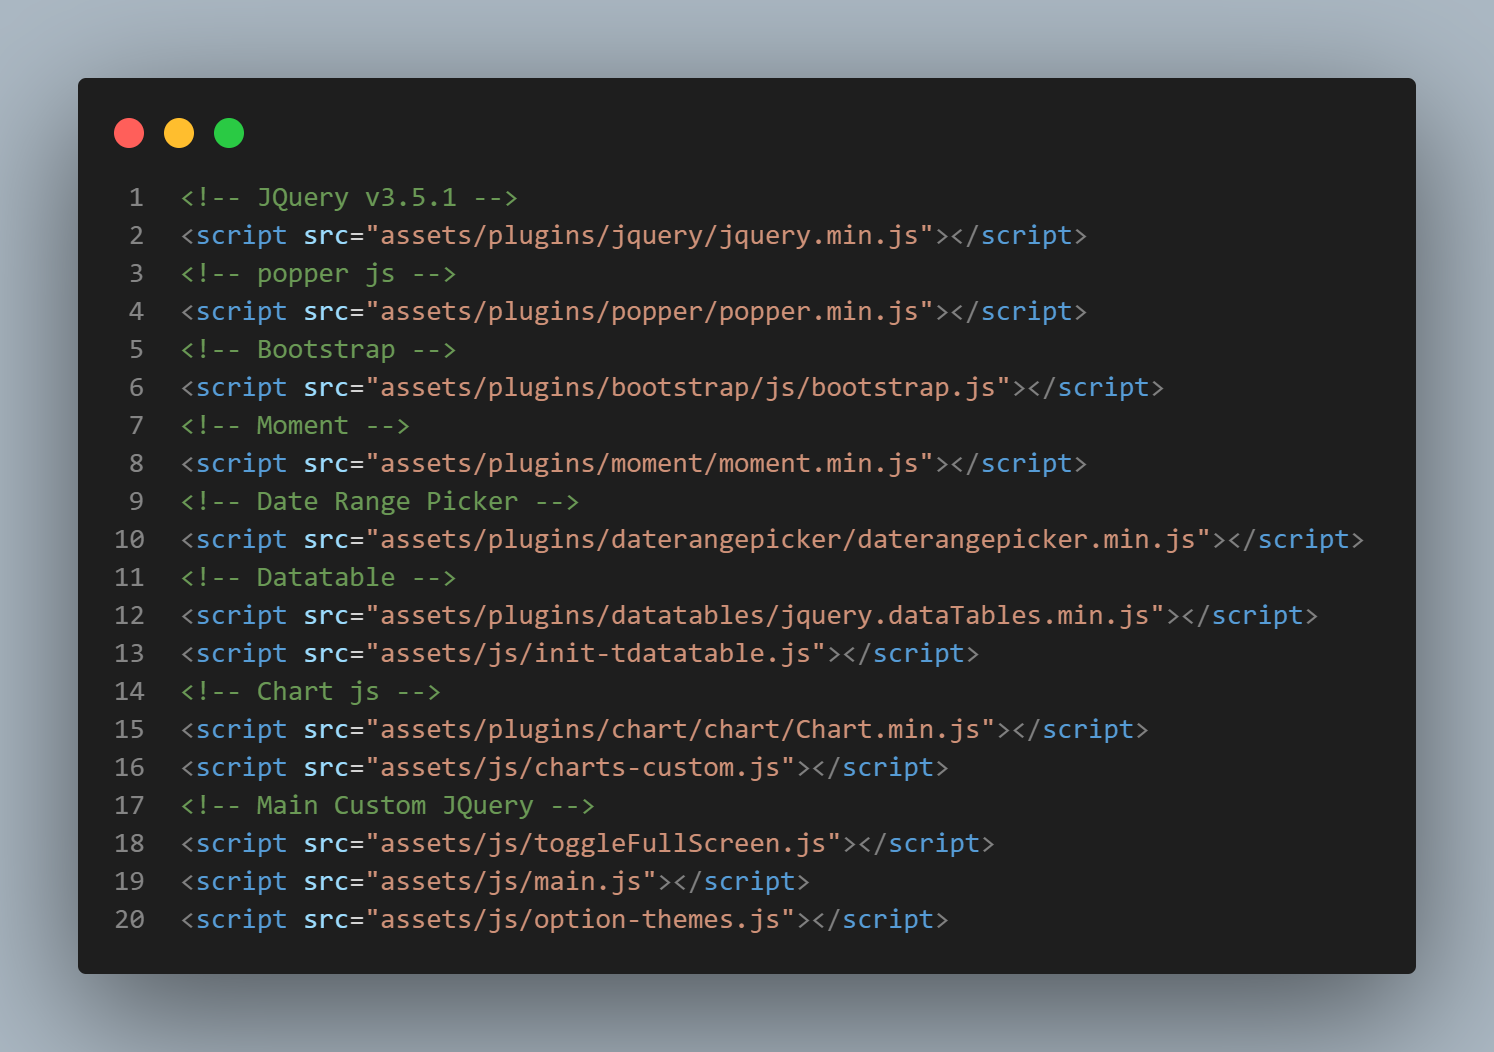 1 <!-- JQuery v3.5.1 -->
2 <script src="assets/plugins/jquery/jquery.min.js"></script>
3 <!-- popper js -->
4 <script src="assets/plugins/popper/popper.min.js"></script>
5 <!-- Bootstrap -->
6 <script src="assets/plugins/bootstrap/js/bootstrap.js"></script>
7 <!-- Moment -->
8 <script src="assets/plugins/moment/moment.min.js"></script>
9 <!-- Date Range Picker -->
10 <script src="assets/plugins/daterangepicker/daterangepicker.min.js"></script>
11 <!-- Datatable -->
12 <script src="assets/plugins/datatables/jquery.dataTables.min.js"></script>
13 <script src="assets/js/init-tdatatable.js"></script>
14 <!-- Chart js -->
15 <script src="assets/plugins/chart/chart/Chart.min.js"></script>
16 <script src="assets/js/charts-custom.js"></script>
17 <!-- Main Custom JQuery -->
18 <script src="assets/js/toggleFullScreen.js"></script>
19 <script src="assets/js/main.js"></script>
20 <script src="assets/js/option-themes.js"></script>